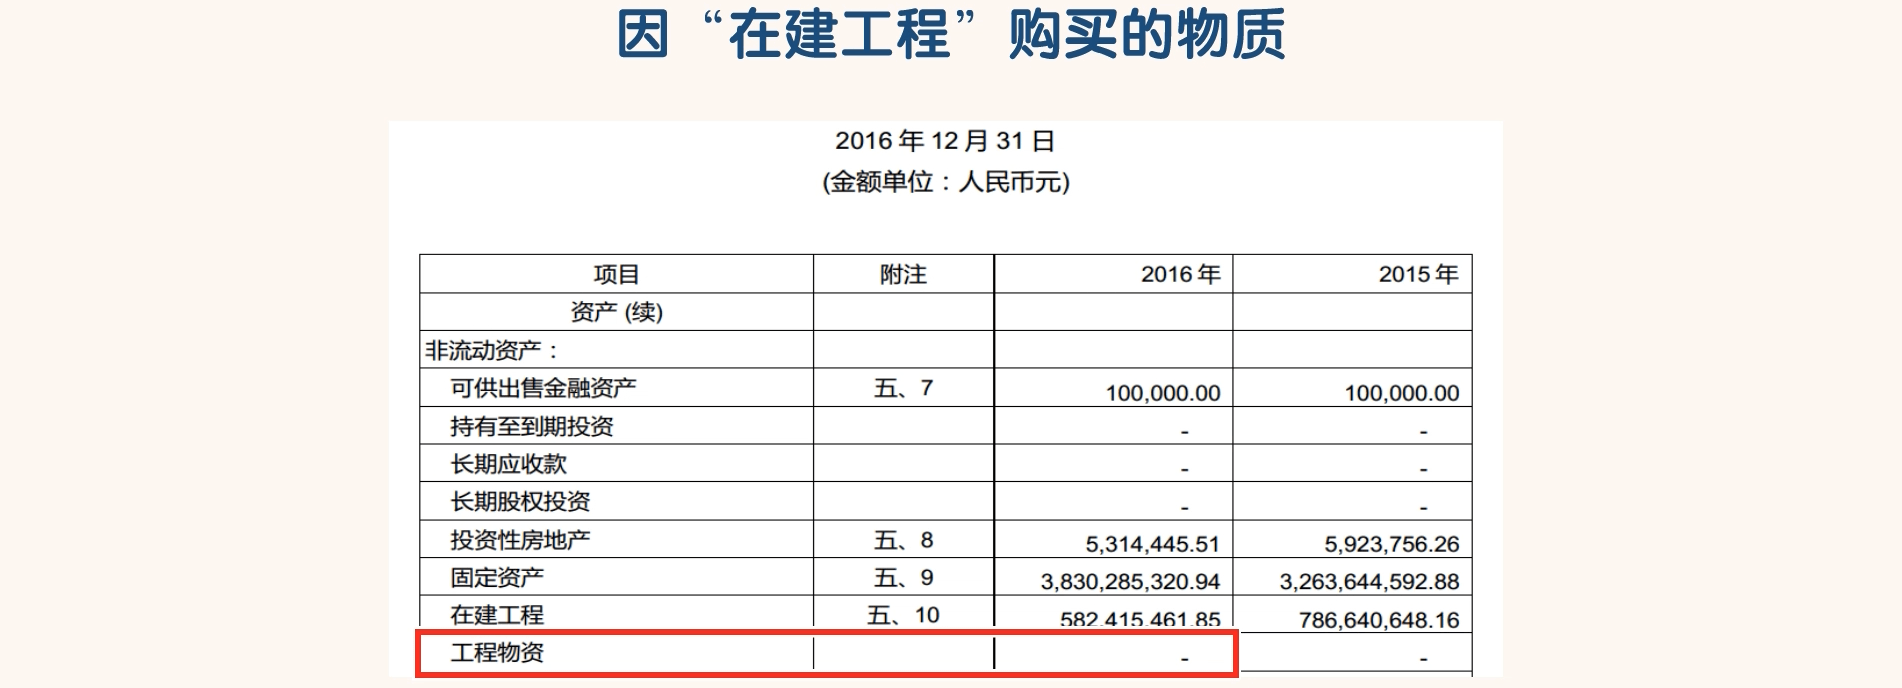 因“在建工程”购买的物质
2016 年 12 月 31 日
(金额单位：人民币元)
项目 附注 2016 年 2015 年
资产 (续)
非流动资产：
可供出售金融资产 五、7 100,000.00 100,000.00
持有至到期投资 - -
长期应收款 - -
长期股权投资 - -
投资性房地产 五、8 5,314,445.51 5,923,756.26
固定资产 五、9 3,830,285,320.94 3,263,644,592.88
在建工程 五、10 582,415,461.85 786,640,648.16
工程物资 - -